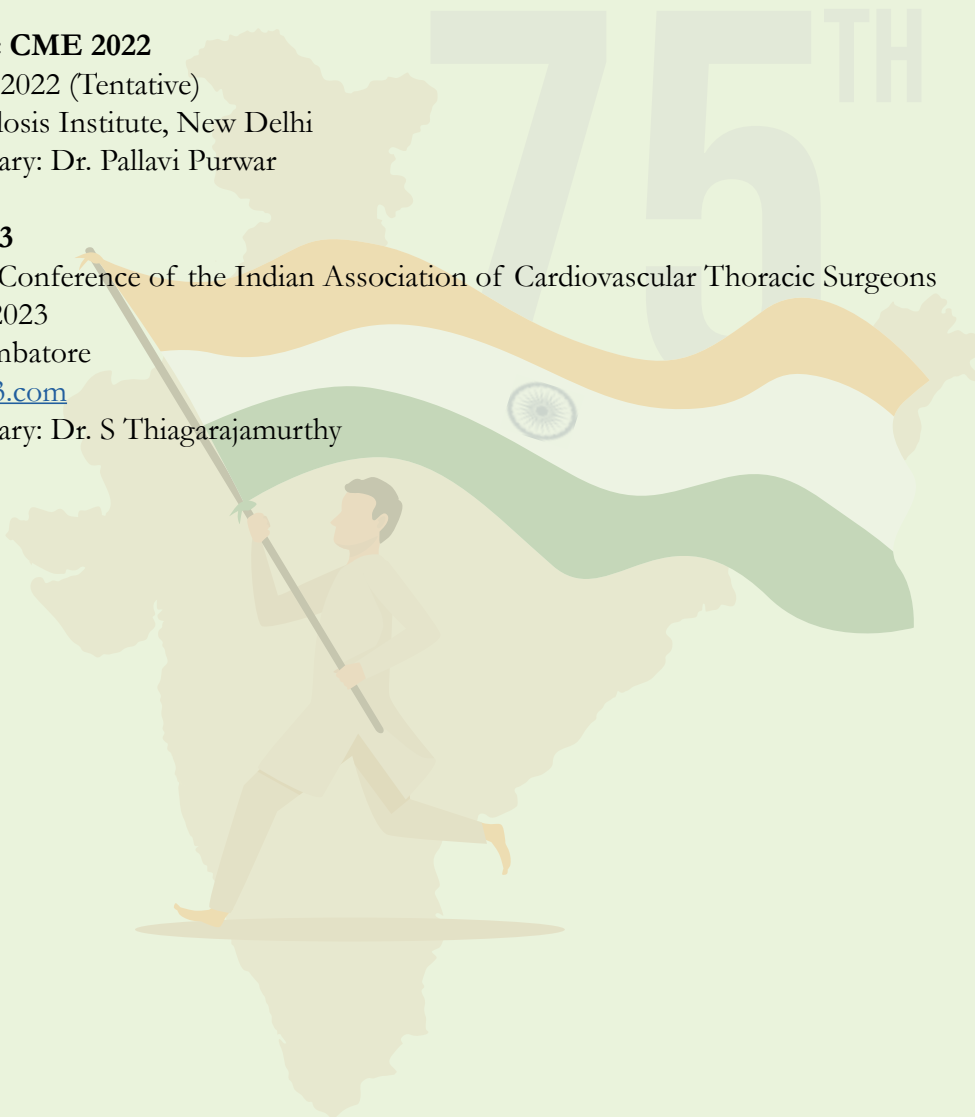 CME 2022
2022 (Tentative)
losis Institute, New Delhi
ary: Dr. Pallavi Purwar
3
Conference of the Indian Association of Cardiovascular Thoracic Surgeons
2023
mbatore
3.com
ary: Dr. S Thiagarajamurthy
75TH